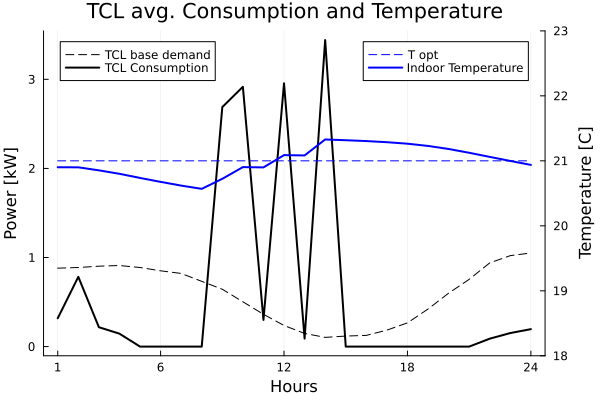 TCL avg. Consumption and Temperature
TCL base demand
TCL Consumption
T opt
Indoor Temperature
Power [kW]
3
2
1
0
23
22
21
20
19
18
Temperature [C]
1 6 12 18 24
Hours